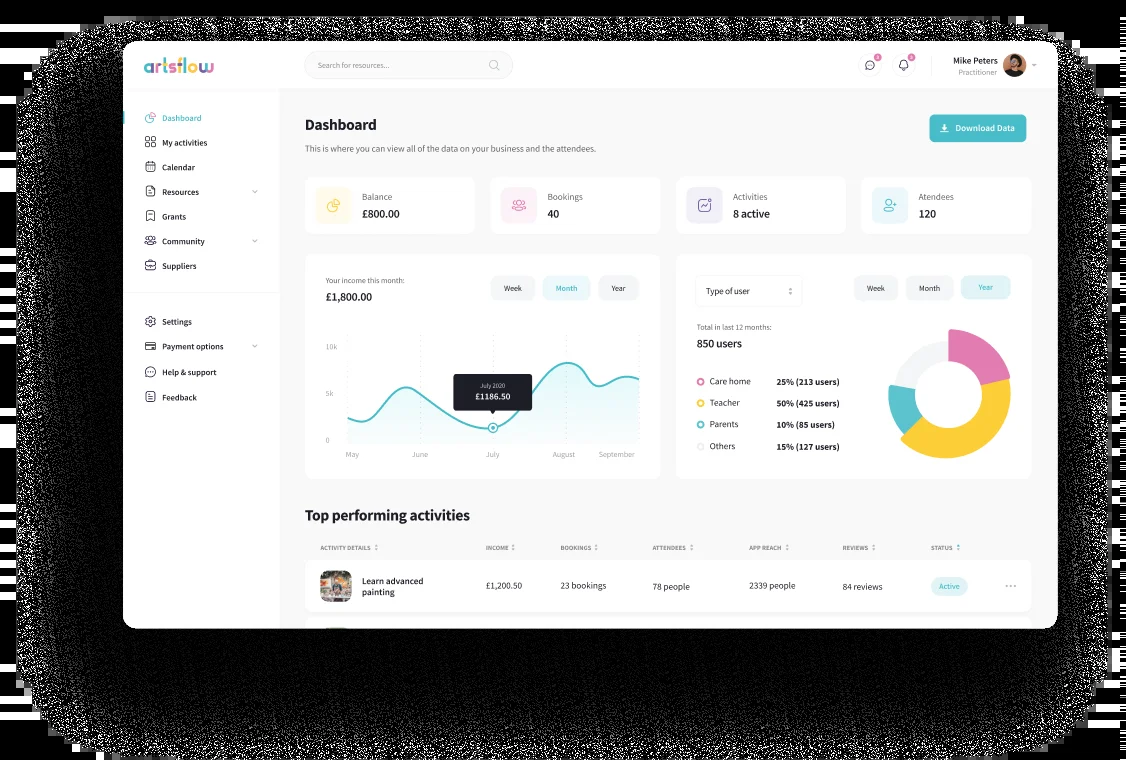 artsflow
Search for resources...
Mike Peters
Practitioner
Dashboard
My activities
Calendar
Resources
Grants
Community
Suppliers
Settings
Payment options
Help & support
Feedback
Dashboard
This is where you can view all of the data on your business and the attendees.
Download Data
Balance
£800.00
Bookings
40
Activities
8 active
Atendees
120
Your income this month:
£1,800.00
Week
Month
Year
10k
5k
0
July 2020
£1186.50
May
June
July
August
September
Type of user
Week
Month
Year
Total in last 12 months:
850 users
Care home 25% (213 users)
Teacher 50% (425 users)
Parents 10% (85 users)
Others 15% (127 users)
Top performing activities
ACTIVITY DETAILS INCOME BOOKINGS ATTENDEES APP REACH REVIEWS STATUS
Learn advanced
painting
£1,200.50
23 bookings
78 people
2339 people
84 reviews
Active